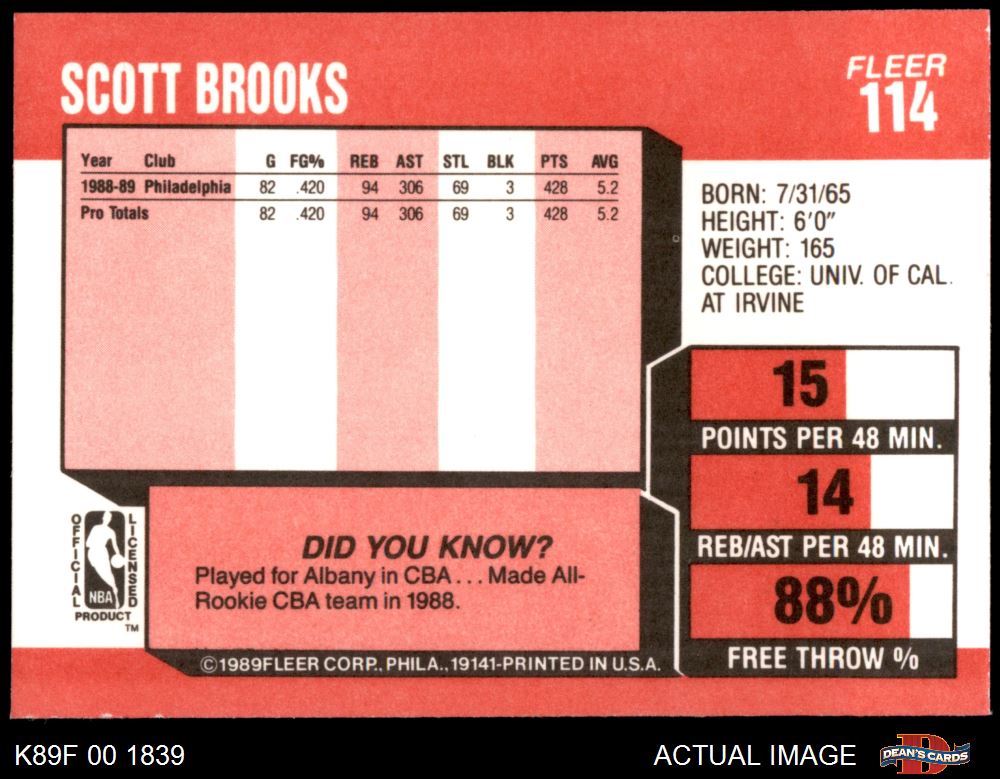 SCOTT BROOKS
FLEER
114
Year Club G FG% REB AST STL BLK PTS AVG
1988-89 Philadelphia 82 .420 94 306 69 3 428 5.2
Pro Totals 82 .420 94 306 69 3 428 5.2
BORN: 7/31/65
HEIGHT: 6'0"
WEIGHT: 165
COLLEGE: UNIV. OF CAL.
AT IRVINE
15
POINTS PER 48 MIN.
14
REB/AST PER 48 MIN.
88%
FREE THROW %
OFFICIAL
LICENSED
NBA
PRODUCT
TM
DID YOU KNOW?
Played for Albany in CBA... Made All-
Rookie CBA team in 1988.
©1989FLEER CORP., PHILA., 19141-PRINTED IN U.S.A.
K89F 00 1839
ACTUAL IMAGE
DEAN'S CARDS